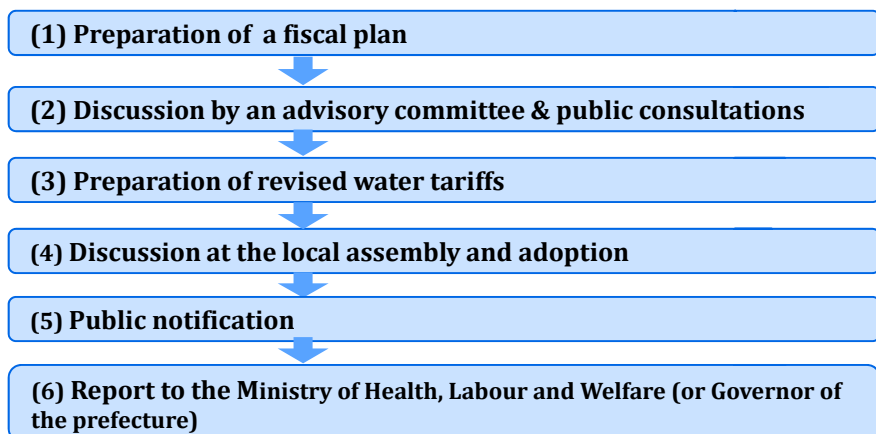 (1) Preparation of a fiscal plan
(2) Discussion by an advisory committee & public consultations
(3) Preparation of revised water tariffs
(4) Discussion at the local assembly and adoption
(5) Public notification
(6) Report to the Ministry of Health, Labour and Welfare (or Governor of
the prefecture)